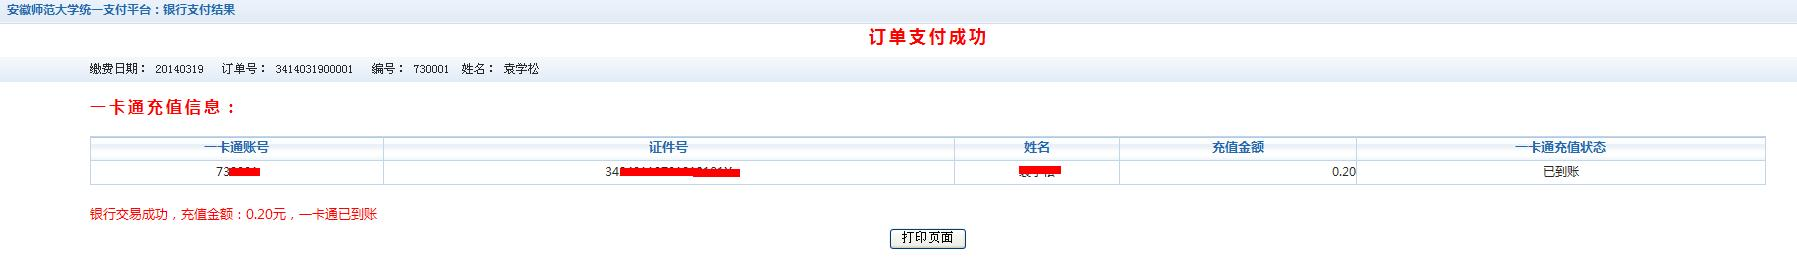 安徽师范大学统一支付平台：银行支付结果
订单支付成功
缴费日期： 20140319 订单号： 3414031900001 编号： 730001 姓名： 袁学松
一卡通充值信息：
一卡通账号 证件号 姓名 充值金额 一卡通充值状态
73 34 0.20 已到账
银行交易成功，充值金额：0.20元，一卡通已到账
打印页面